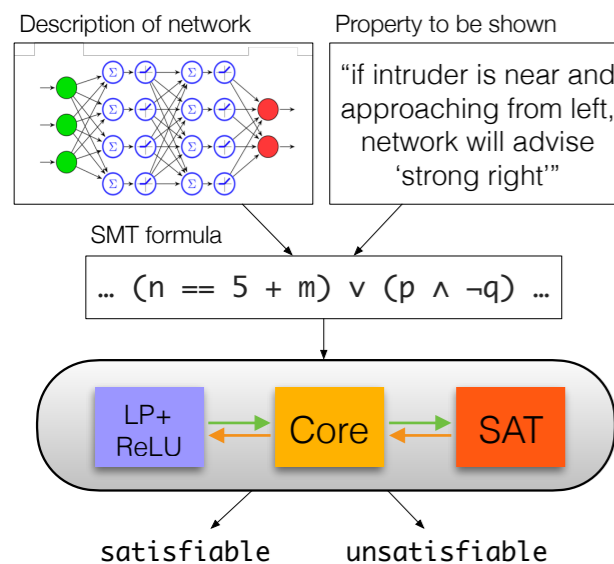 Description of network
Property to be shown
Σ Σ
Σ Σ
Σ Σ
Σ Σ
“if intruder is near and
approaching from left,
network will advise
‘strong right’”
SMT formula
… (n == 5 + m) ∨ (p ∧ ¬q) …
LP+
ReLU
Core
SAT
satisfiable
unsatisfiable